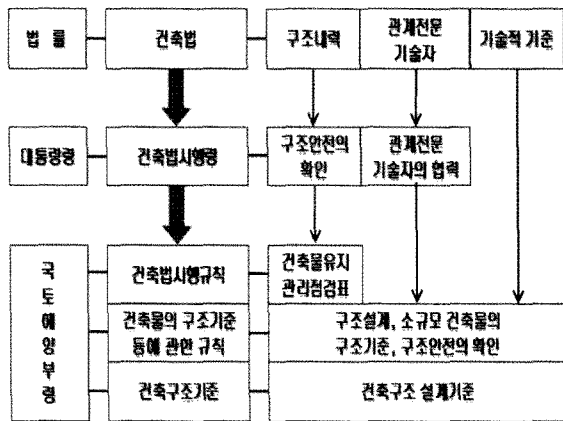 법 률
건축법
구조내력
관계전문
기술자
기술적 기준
대통령령
건축법시행령
구조안전의
확인
관계전문
기술자의 협력
국
토
해
양
부
령
건축법시행규칙
건축물유지
관리점검표
건축물의 구조기준
등에 관한 규칙
구조설계, 소규모 건축물의
구조기준, 구조안전의 확인
건축구조기준
건축구조 설계기준